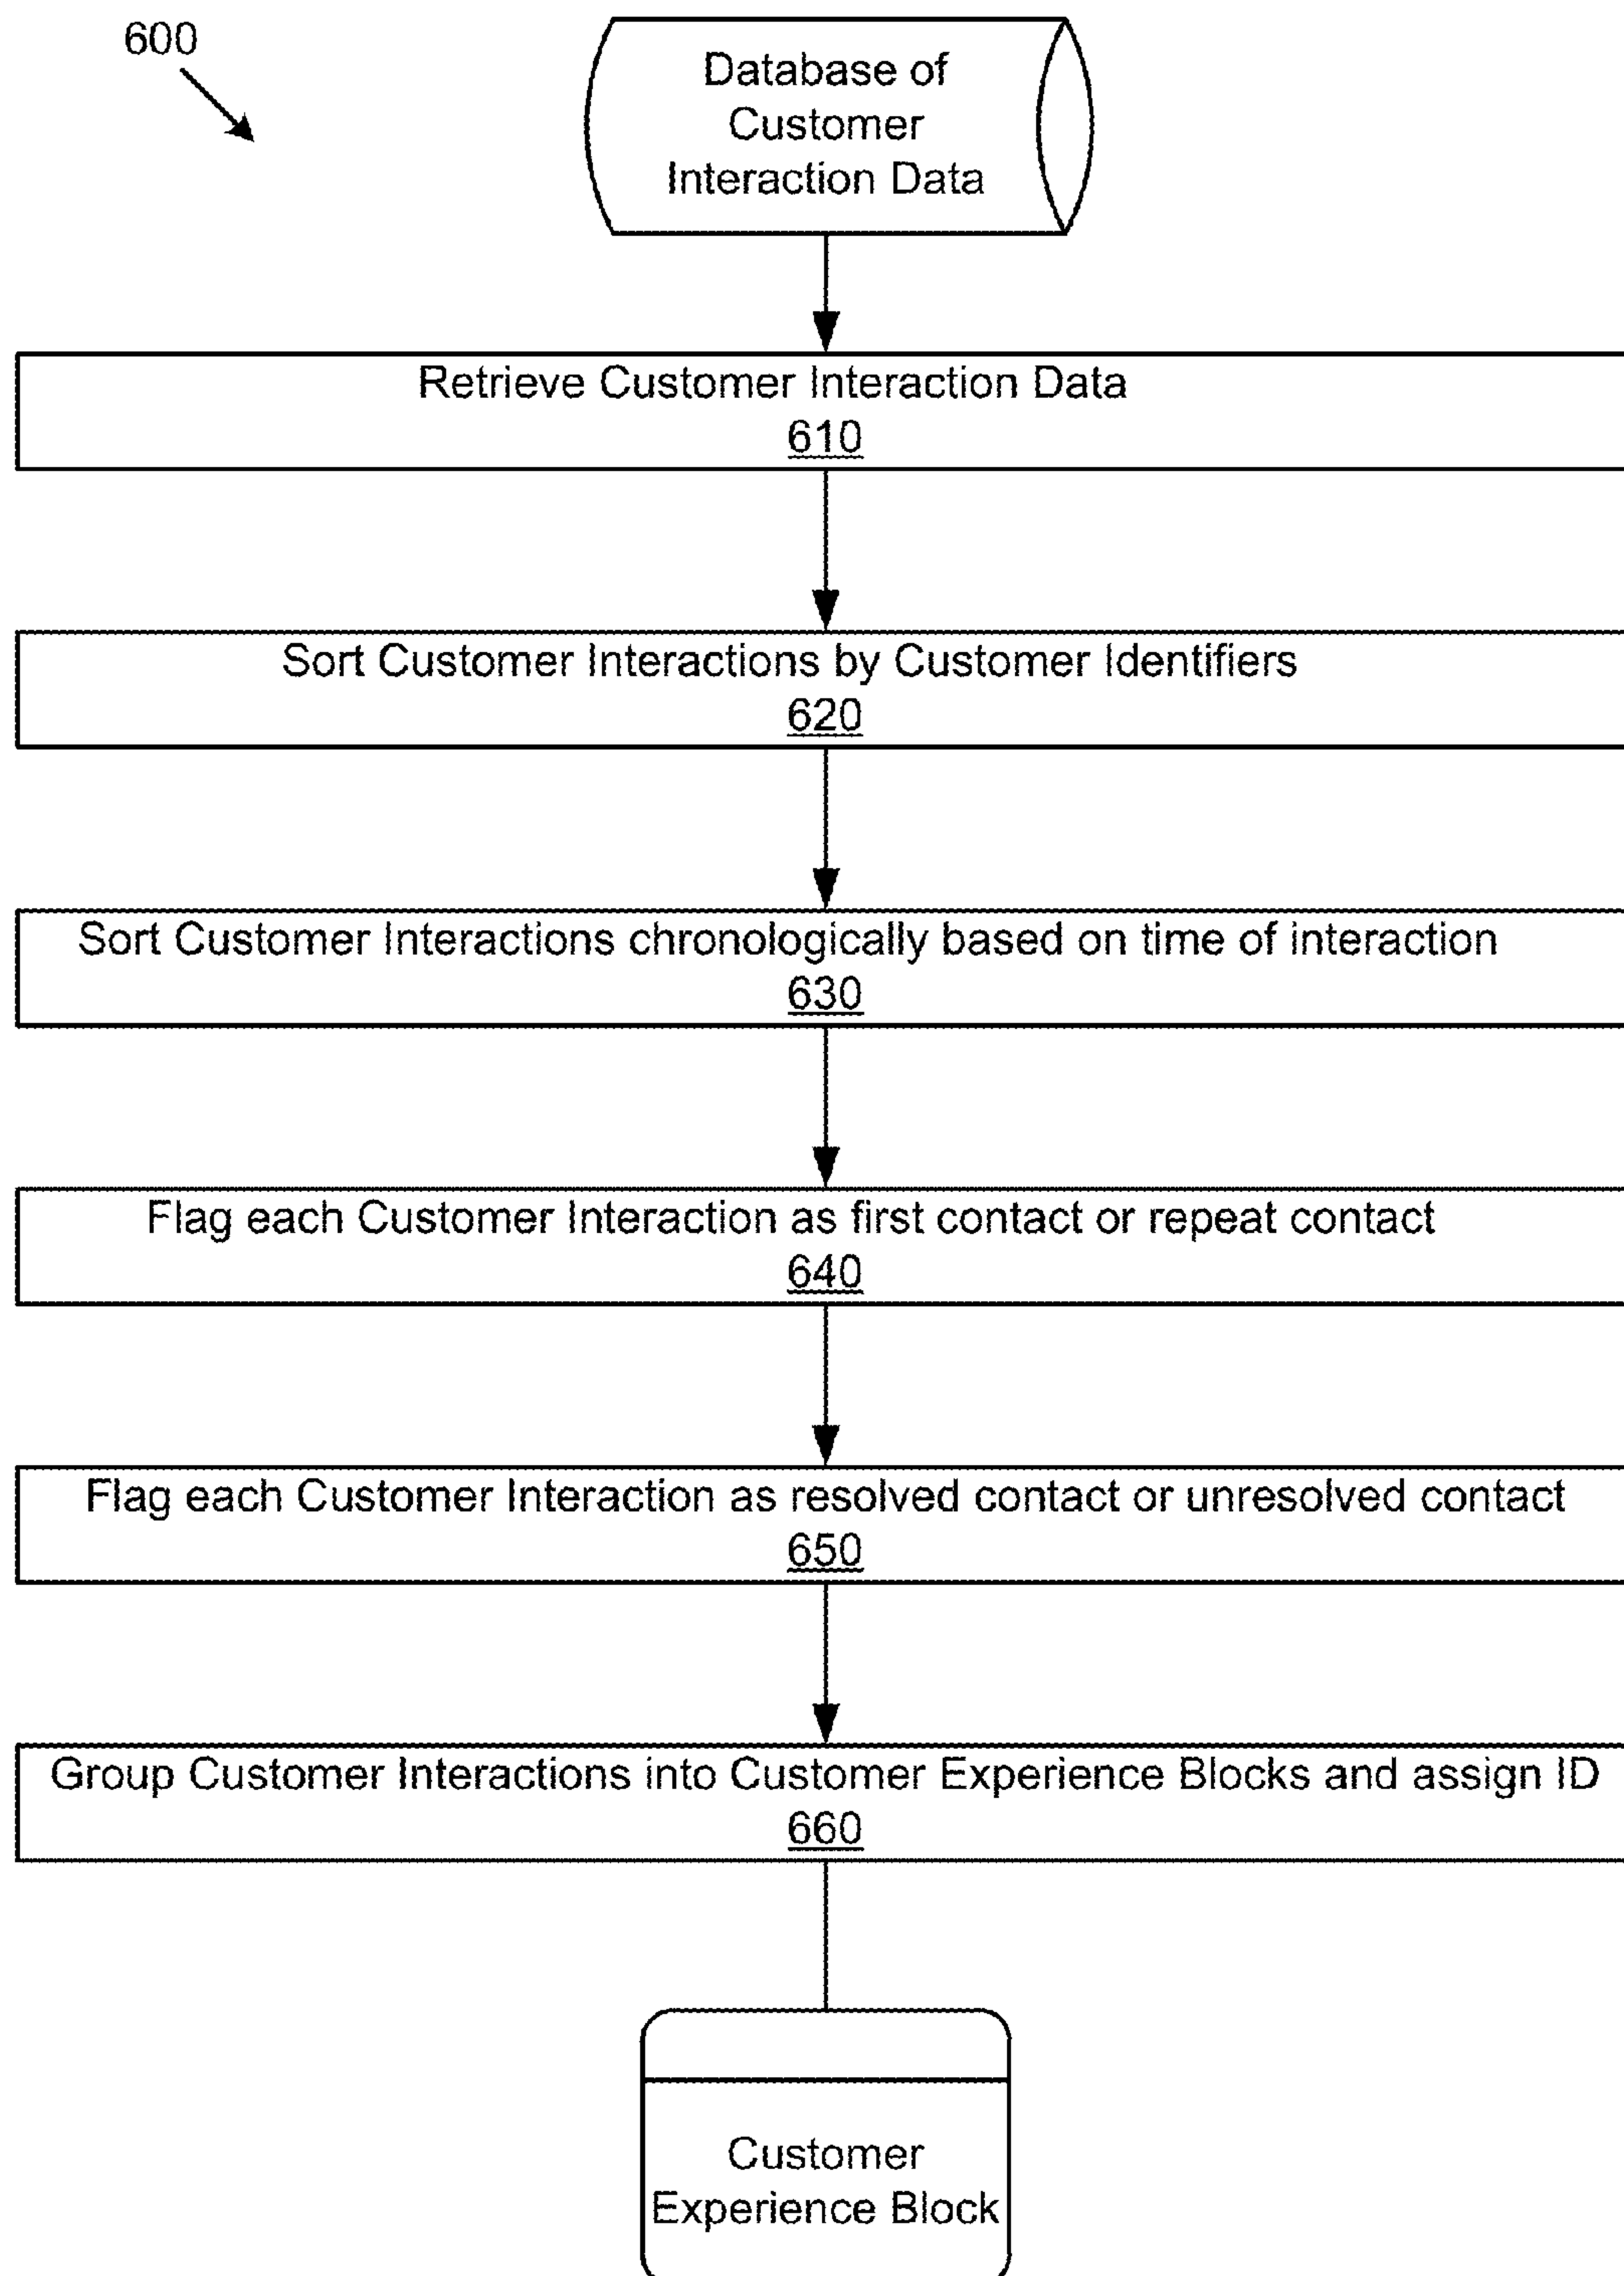 600
Database of
Customer
Interaction Data
Retrieve Customer Interaction Data
610
Sort Customer Interactions by Customer Identifiers
620
Sort Customer Interactions chronologically based on time of interaction
630
Flag each Customer Interaction as first contact or repeat contact
640
Flag each Customer Interaction as resolved contact or unresolved contact
650
Group Customer Interactions into Customer Experience Blocks and assign ID
660
Customer
Experience Block